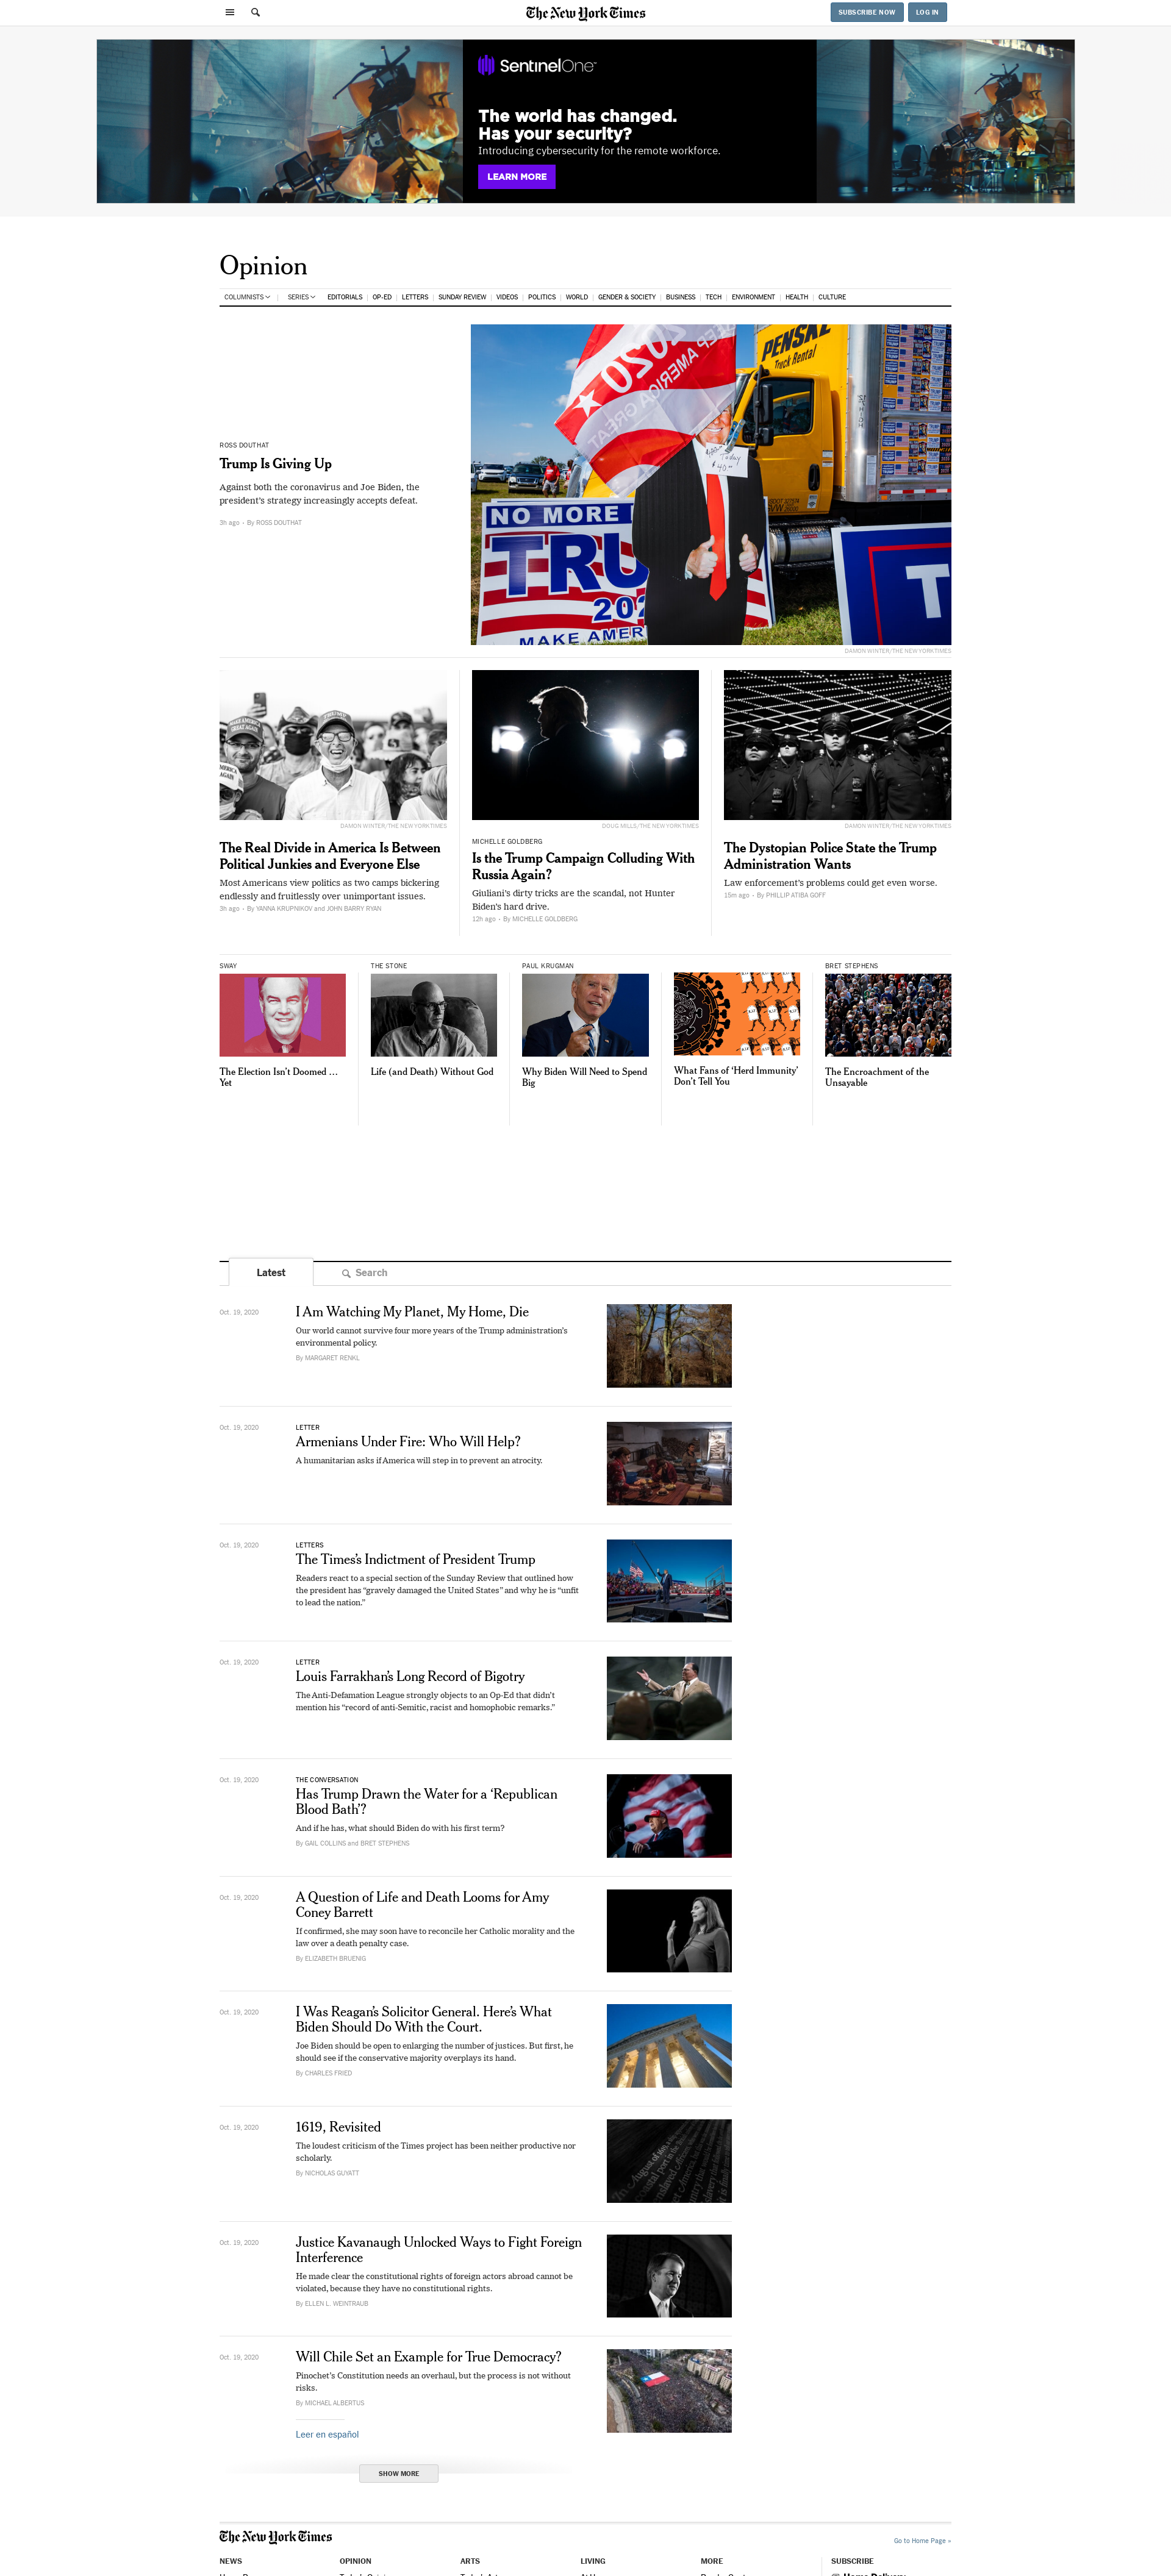 The New York Times
SUBSCRIBE NOW
LOG IN
SentinelOne™
The world has changed.
Has your security?
Introducing cybersecurity for the remote workforce.
LEARN MORE
Opinion
COLUMNISTS
SERIES
EDITORIALS
OP-ED
LETTERS
SUNDAY REVIEW
VIDEOS
POLITICS
WORLD
GENDER & SOCIETY
BUSINESS
TECH
ENVIRONMENT
HEALTH
CULTURE
ROSS DOUTHAT
Trump Is Giving Up
Against both the coronavirus and Joe Biden, the
president’s strategy increasingly accepts defeat.
3h ago · By ROSS DOUTHAT
2020
PENSKE
Truck Rental
Today
$40
NO MORE
TRU
202
MAKE AMER
T
DAMON WINTER/THE NEW YORK TIMES
DAMON WINTER/THE NEW YORK TIMES
The Real Divide in America Is Between
Political Junkies and Everyone Else
Most Americans view politics as two camps bickering
endlessly and fruitlessly over unimportant issues.
3h ago · By YANNA KRUPNIKOV and JOHN BARRY RYAN
DOUG MILLS/THE NEW YORK TIMES
MICHELLE GOLDBERG
Is the Trump Campaign Colluding With
Russia Again?
Giuliani’s dirty tricks are the scandal, not Hunter
Biden’s hard drive.
12h ago · By MICHELLE GOLDBERG
DAMON WINTER/THE NEW YORK TIMES
The Dystopian Police State the Trump
Administration Wants
Law enforcement’s problems could get even worse.
15m ago · By PHILLIP ATIBA GOFF
SWAY
The Election Isn’t Doomed …
Yet
THE STONE
Life (and Death) Without God
PAUL KRUGMAN
Why Biden Will Need to Spend
Big
What Fans of ‘Herd Immunity’
Don’t Tell You
BRET STEPHENS
The Encroachment of the
Unsayable
Latest
Search
Oct. 19, 2020
I Am Watching My Planet, My Home, Die
Our world cannot survive four more years of the Trump administration’s
environmental policy.
By MARGARET RENKL
Oct. 19, 2020
LETTER
Armenians Under Fire: Who Will Help?
A humanitarian asks if America will step in to prevent an atrocity.
Oct. 19, 2020
LETTERS
The Times’s Indictment of President Trump
Readers react to a special section of the Sunday Review that outlined how
the president has “gravely damaged the United States” and why he is “unfit
to lead the nation.”
Oct. 19, 2020
LETTER
Louis Farrakhan’s Long Record of Bigotry
The Anti-Defamation League strongly objects to an Op-Ed that didn’t
mention his “record of anti-Semitic, racist and homophobic remarks.”
Oct. 19, 2020
THE CONVERSATION
Has Trump Drawn the Water for a ‘Republican
Blood Bath’?
And if he has, what should Biden do with his first term?
By GAIL COLLINS and BRET STEPHENS
Oct. 19, 2020
A Question of Life and Death Looms for Amy
Coney Barrett
If confirmed, she may soon have to reconcile her Catholic morality and the
law over a death penalty case.
By ELIZABETH BRUENIG
Oct. 19, 2020
I Was Reagan’s Solicitor General. Here’s What
Biden Should Do With the Court.
Joe Biden should be open to enlarging the number of justices. But first, he
should see if the conservative majority overplays its hand.
By CHARLES FRIED
Oct. 19, 2020
1619, Revisited
The loudest criticism of the Times project has been neither productive nor
scholarly.
By NICHOLAS GUYATT
Oct. 19, 2020
Justice Kavanaugh Unlocked Ways to Fight Foreign
Interference
He made clear the constitutional rights of foreign actors abroad cannot be
violated, because they have no constitutional rights.
By ELLEN L. WEINTRAUB
Oct. 19, 2020
Will Chile Set an Example for True Democracy?
Pinochet’s Constitution needs an overhaul, but the process is not without
risks.
By MICHAEL ALBERTUS
Leer en español
SHOW MORE
The New York Times
Go to Home Page »
NEWS
OPINION
ARTS
LIVING
MORE
SUBSCRIBE